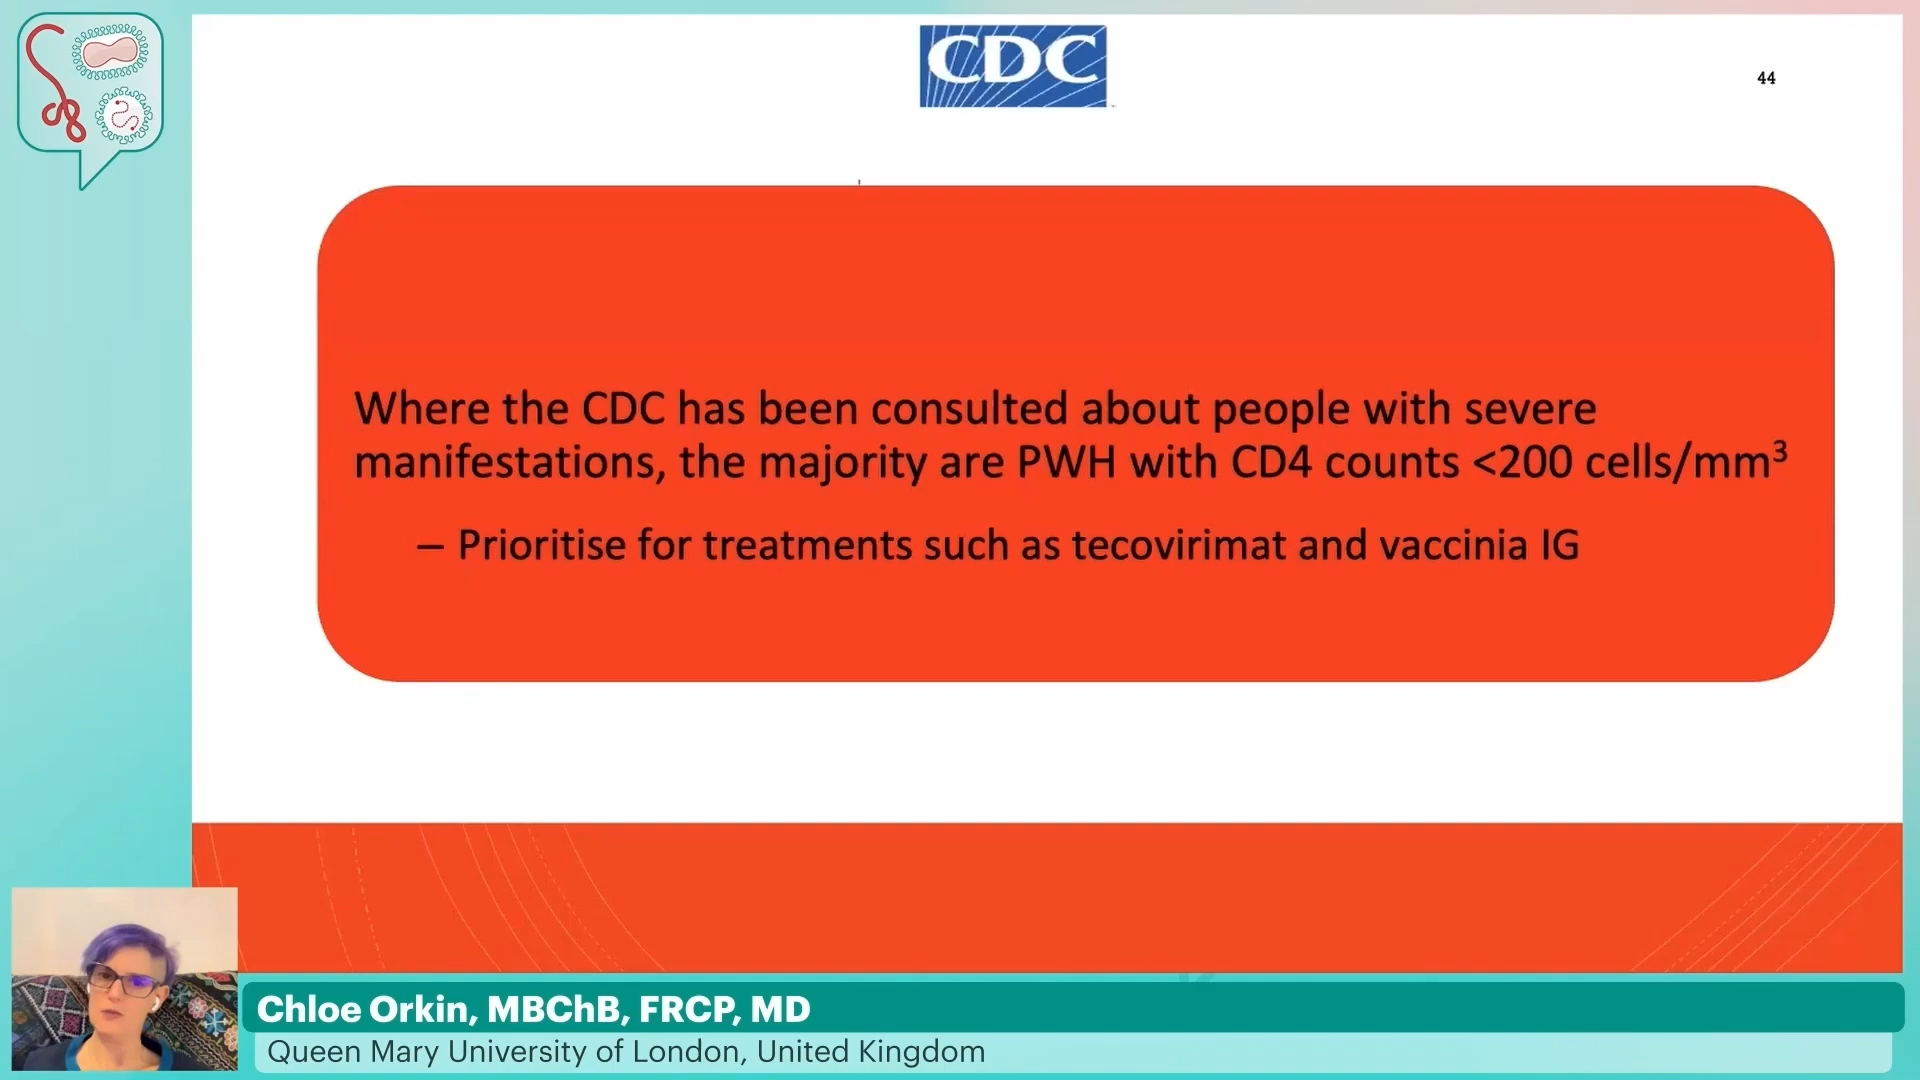 CDC
44
Where the CDC has been consulted about people with severe
manifestations, the majority are PWH with CD4 counts <200 cells/mm³
– Prioritise for treatments such as tecovirimat and vaccinia IG
Chloe Orkin, MBChB, FRCP, MD
Queen Mary University of London, United Kingdom